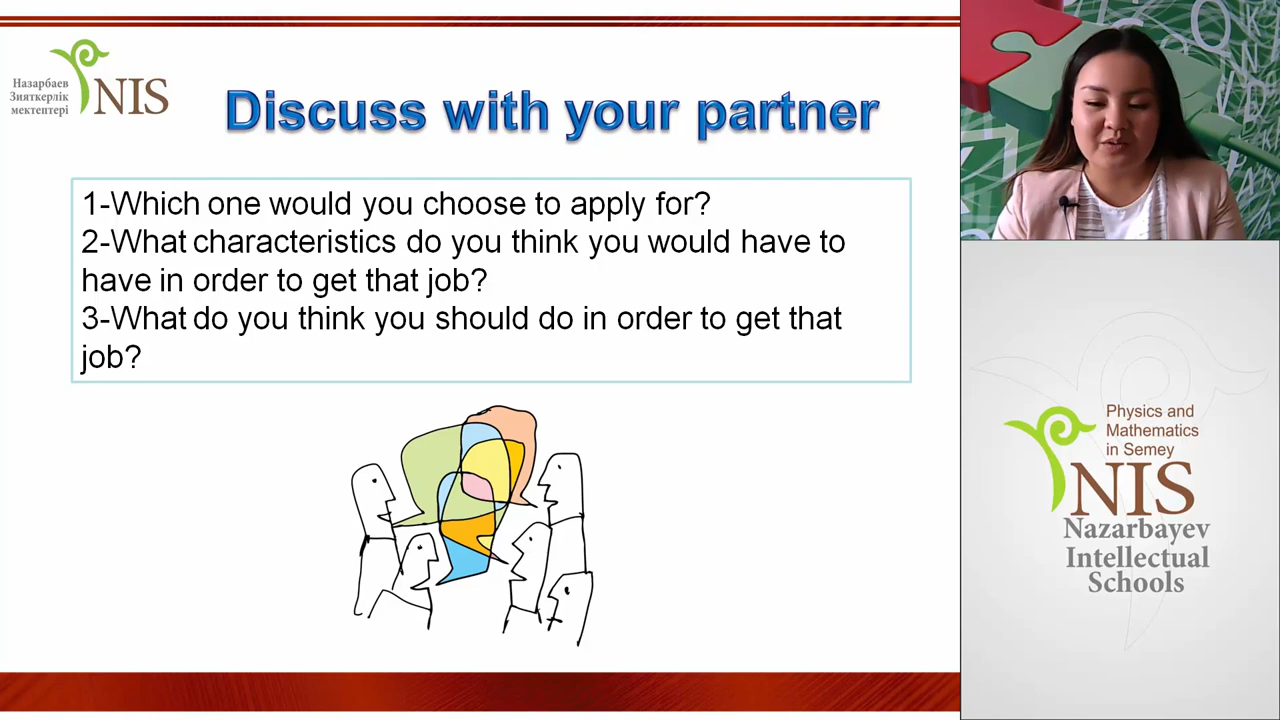 Назарбаев
Зияткерлік
мектептері
NIS
Discuss with your partner
1-Which one would you choose to apply for?
2-What characteristics do you think you would have to
have in order to get that job?
3-What do you think you should do in order to get that
job?
Physics and
Mathematics
in Semey
NIS
Nazarbayev
Intellectual
Schools